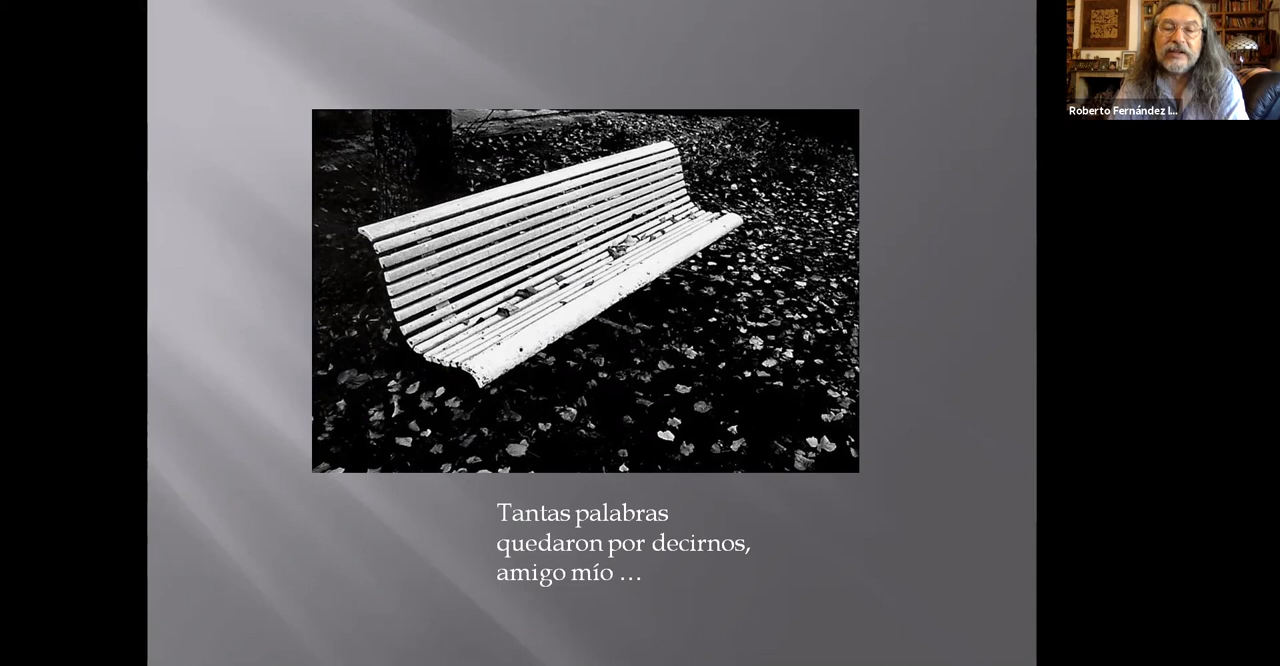 Roberto Fernández I...
Tantas palabras
quedaron por decirnos,
amigo mío …